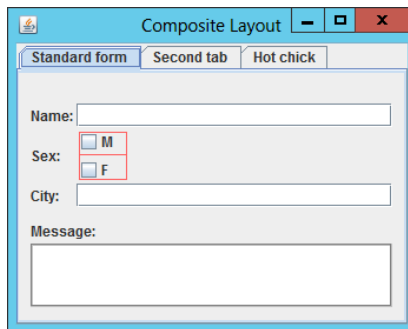 Composite Layout
Standard form Second tab Hot chick
Name:
M
Sex:
F
City:
Message: